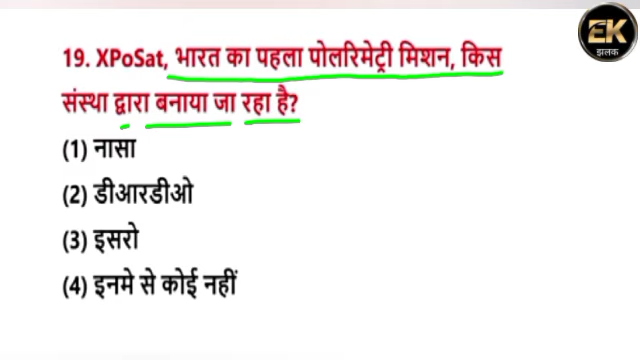 EK
झलक
19. XPoSat, भारत का पहला पोलरिमेट्री मिशन, किस
संस्था द्वारा बनाया जा रहा है?
(1) नासा
(2) डीआरडीओ
(3) इसरो
(4) इनमे से कोई नहीं